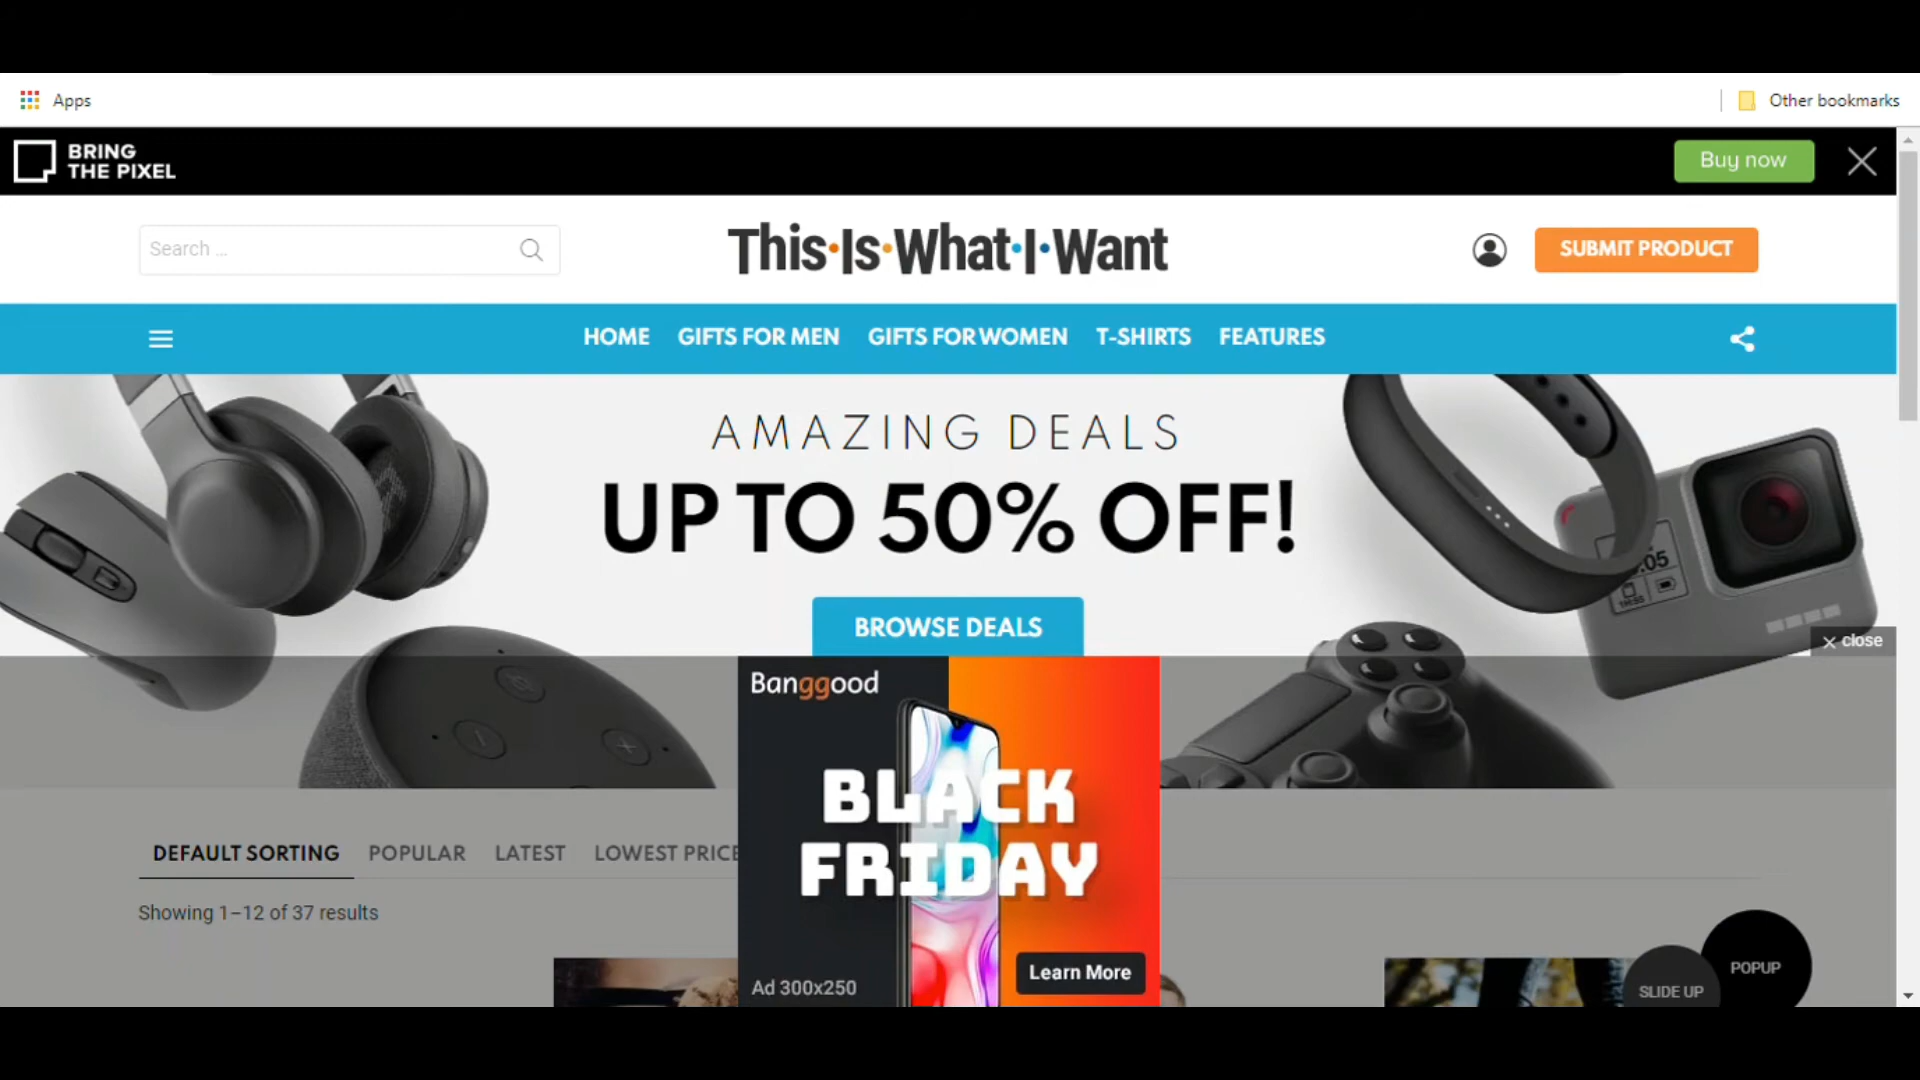 Apps
Other bookmarks
BRING
THE PIXEL
Buy now
Search ...
This·Is·What·I·Want
SUBMIT PRODUCT
HOME GIFTS FOR MEN GIFTS FOR WOMEN T-SHIRTS FEATURES
AMAZING DEALS
UP TO 50% OFF!
BROWSE DEALS
close
Banggood
BLACK
FRIDAY
Learn More
Ad 300x250
DEFAULT SORTING POPULAR LATEST LOWEST PRICE
Showing 1–12 of 37 results
POPUP
SLIDE UP